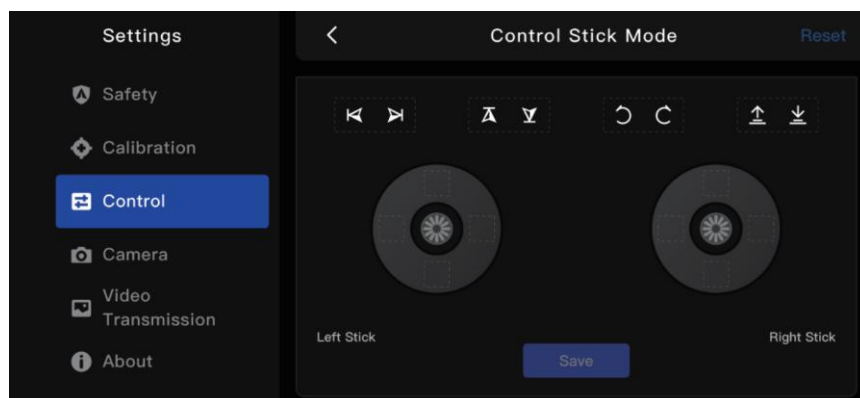 Settings
Control Stick Mode
Reset
Safety
Calibration
Control
Camera
Video
Transmission
About
Left Stick
Right Stick
Save